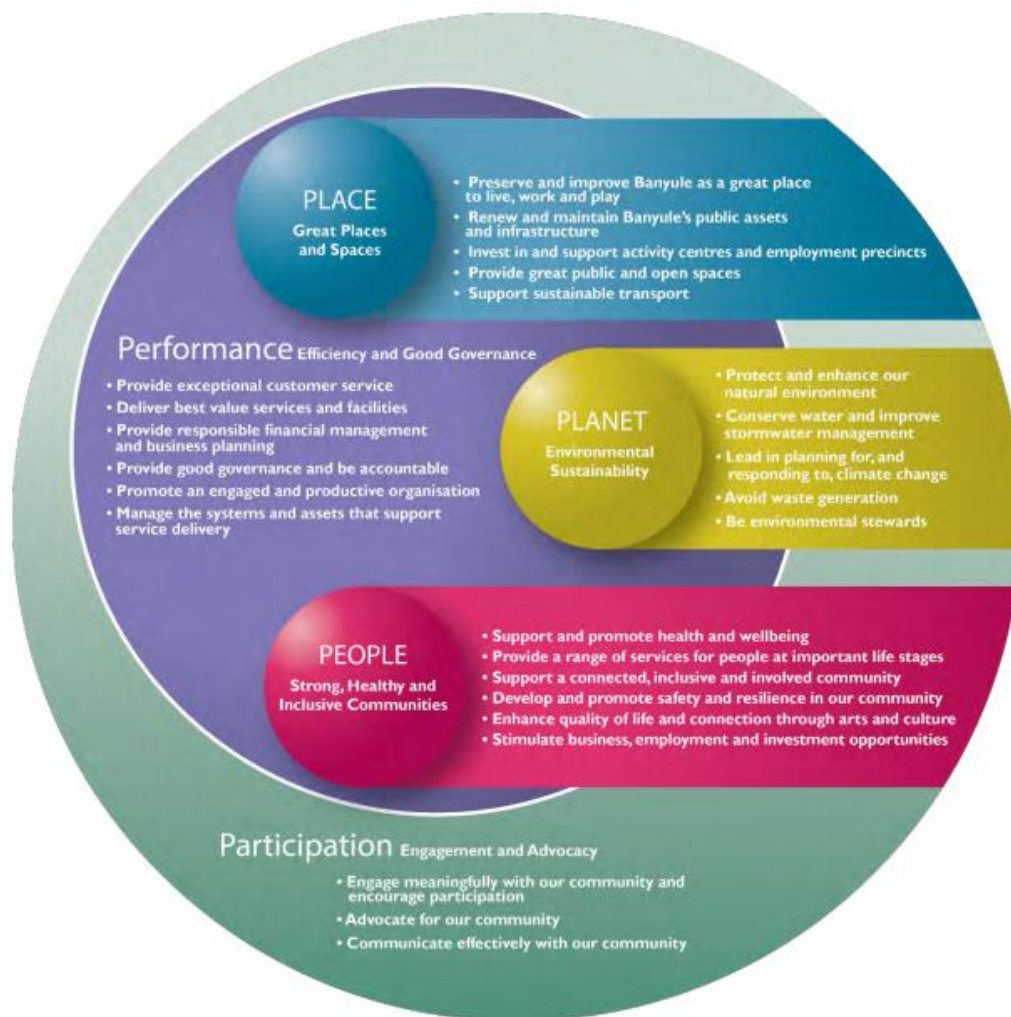 PLACE
Great Places
and Spaces
• Preserve and improve Banyule as a great place
to live, work and play
• Renew and maintain Banyule's public assets
and infrastructure
• Invest in and support activity centres and employment precincts
• Provide great public and open spaces
• Support sustainable transport
Performance Efficiency and Good Governance
• Provide exceptional customer service
• Deliver best value services and facilities
• Provide responsible financial management
and business planning
• Provide good governance and be accountable
• Promote an engaged and productive organisation
• Manage the systems and assets that support
service delivery
PLANET
Environmental
Sustainability
• Protect and enhance our
natural environment
• Conserve water and improve
stormwater management
• Lead in planning for, and
responding to, climate change
• Avoid waste generation
• Be environmental stewards
PEOPLE
Strong, Healthy and
Inclusive Communities
• Support and promote health and wellbeing
• Provide a range of services for people at important life stages
• Support a connected, inclusive and involved community
• Develop and promote safety and resilience in our community
• Enhance quality of life and connection through arts and culture
• Stimulate business, employment and investment opportunities
Participation Engagement and Advocacy
• Engage meaningfully with our community and
encourage participation
• Advocate for our community
• Communicate effectively with our community